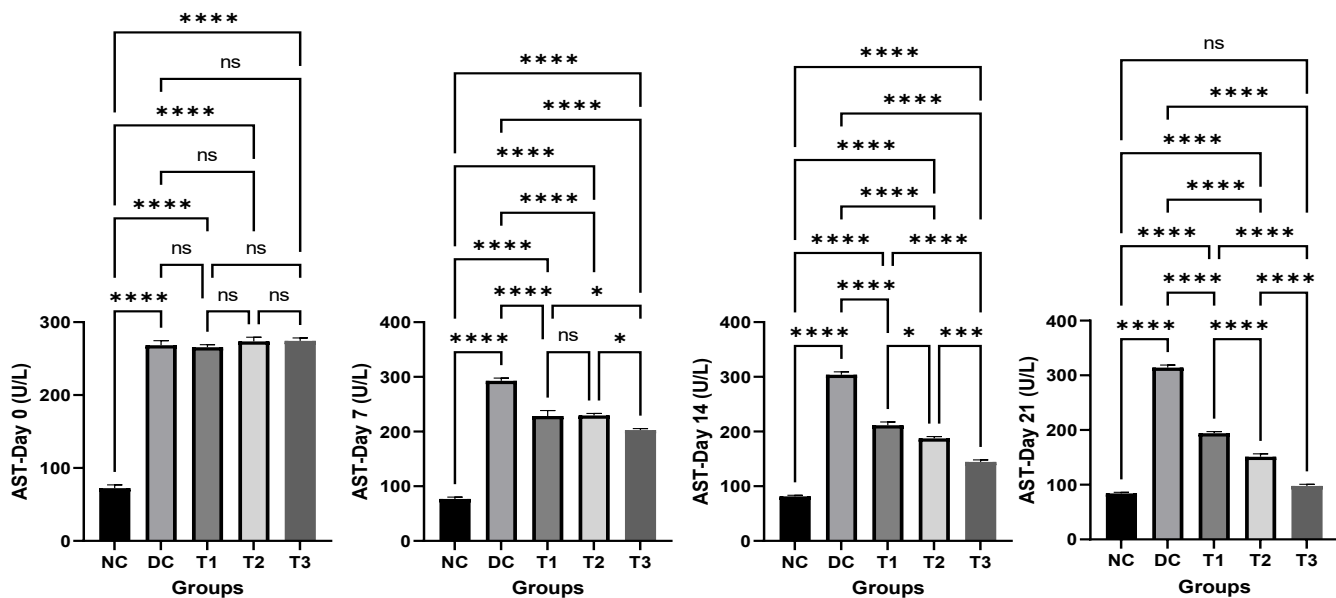 ****
ns
****
ns
****
ns
ns
****
ns
ns
300
200
100
0
AST-Day 0 (U/L)
NC DC T1 T2 T3
Groups
****
****
****
****
****
****
*
****
ns
*
400
300
200
100
0
AST-Day 7 (U/L)
NC DC T1 T2 T3
Groups
****
****
****
****
****
****
****
****
*
***
400
300
200
100
0
AST-Day 14 (U/L)
NC DC T1 T2 T3
Groups
ns
****
****
****
****
****
****
****
****
****
400
300
200
100
0
AST-Day 21 (U/L)
NC DC T1 T2 T3
Groups